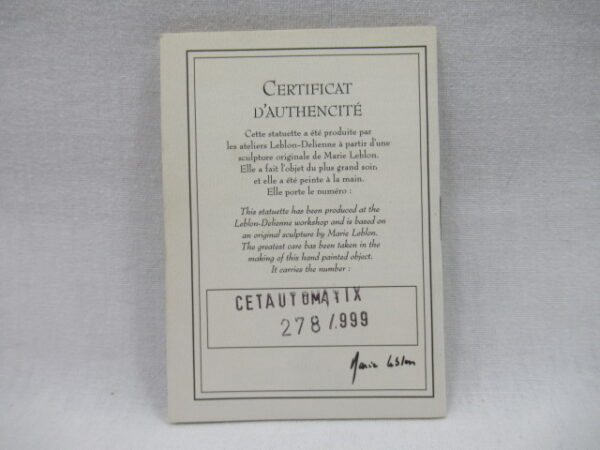 CERTIFICAT
D'AUTHENCITÉ
Cette statuette a été produite par
les ateliers Leblon-Delienne à partir d'une
sculpture originale de Marie Leblon.
Elle a fait l'objet du plus grand soin
et elle a été peinte à la main.
Elle porte le numéro :
This statuette has been produced at the
Leblon-Delienne workshop and is based on
an original sculpture by Marie Leblon.
The greatest care has been taken in the
making of this hand painted object.
It carries the number :
CETAUTOMATIX
278/.999
Marie Leblon